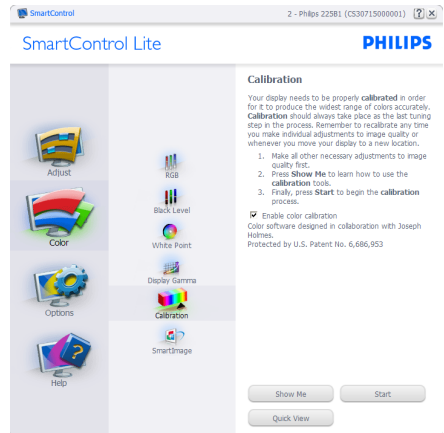 SmartControl
2 - Philips 225B1 (CS30715000001)
SmartControl Lite
PHILIPS
Adjust
Color
Options
Help
RGB
Black Level
White Point
Display Gamma
Calibration
SmartImage
Calibration
Your display needs to be properly calibrated in order
for it to produce the widest range of colors accurately.
Calibration should always take place as the last tuning
step in the process. Remember to recalibrate any time
you make individual adjustments to image quality or
whenever you move your display to a new location.
1. Make all other necessary adjustments to image
quality first.
2. Press Show Me to learn how to use the
calibration tools.
3. Finally, press Start to begin the calibration
process.
Enable color calibration
Color software designed in collaboration with Joseph
Holmes.
Protected by U.S. Patent No. 6,686,953
Show Me
Start
Quick View